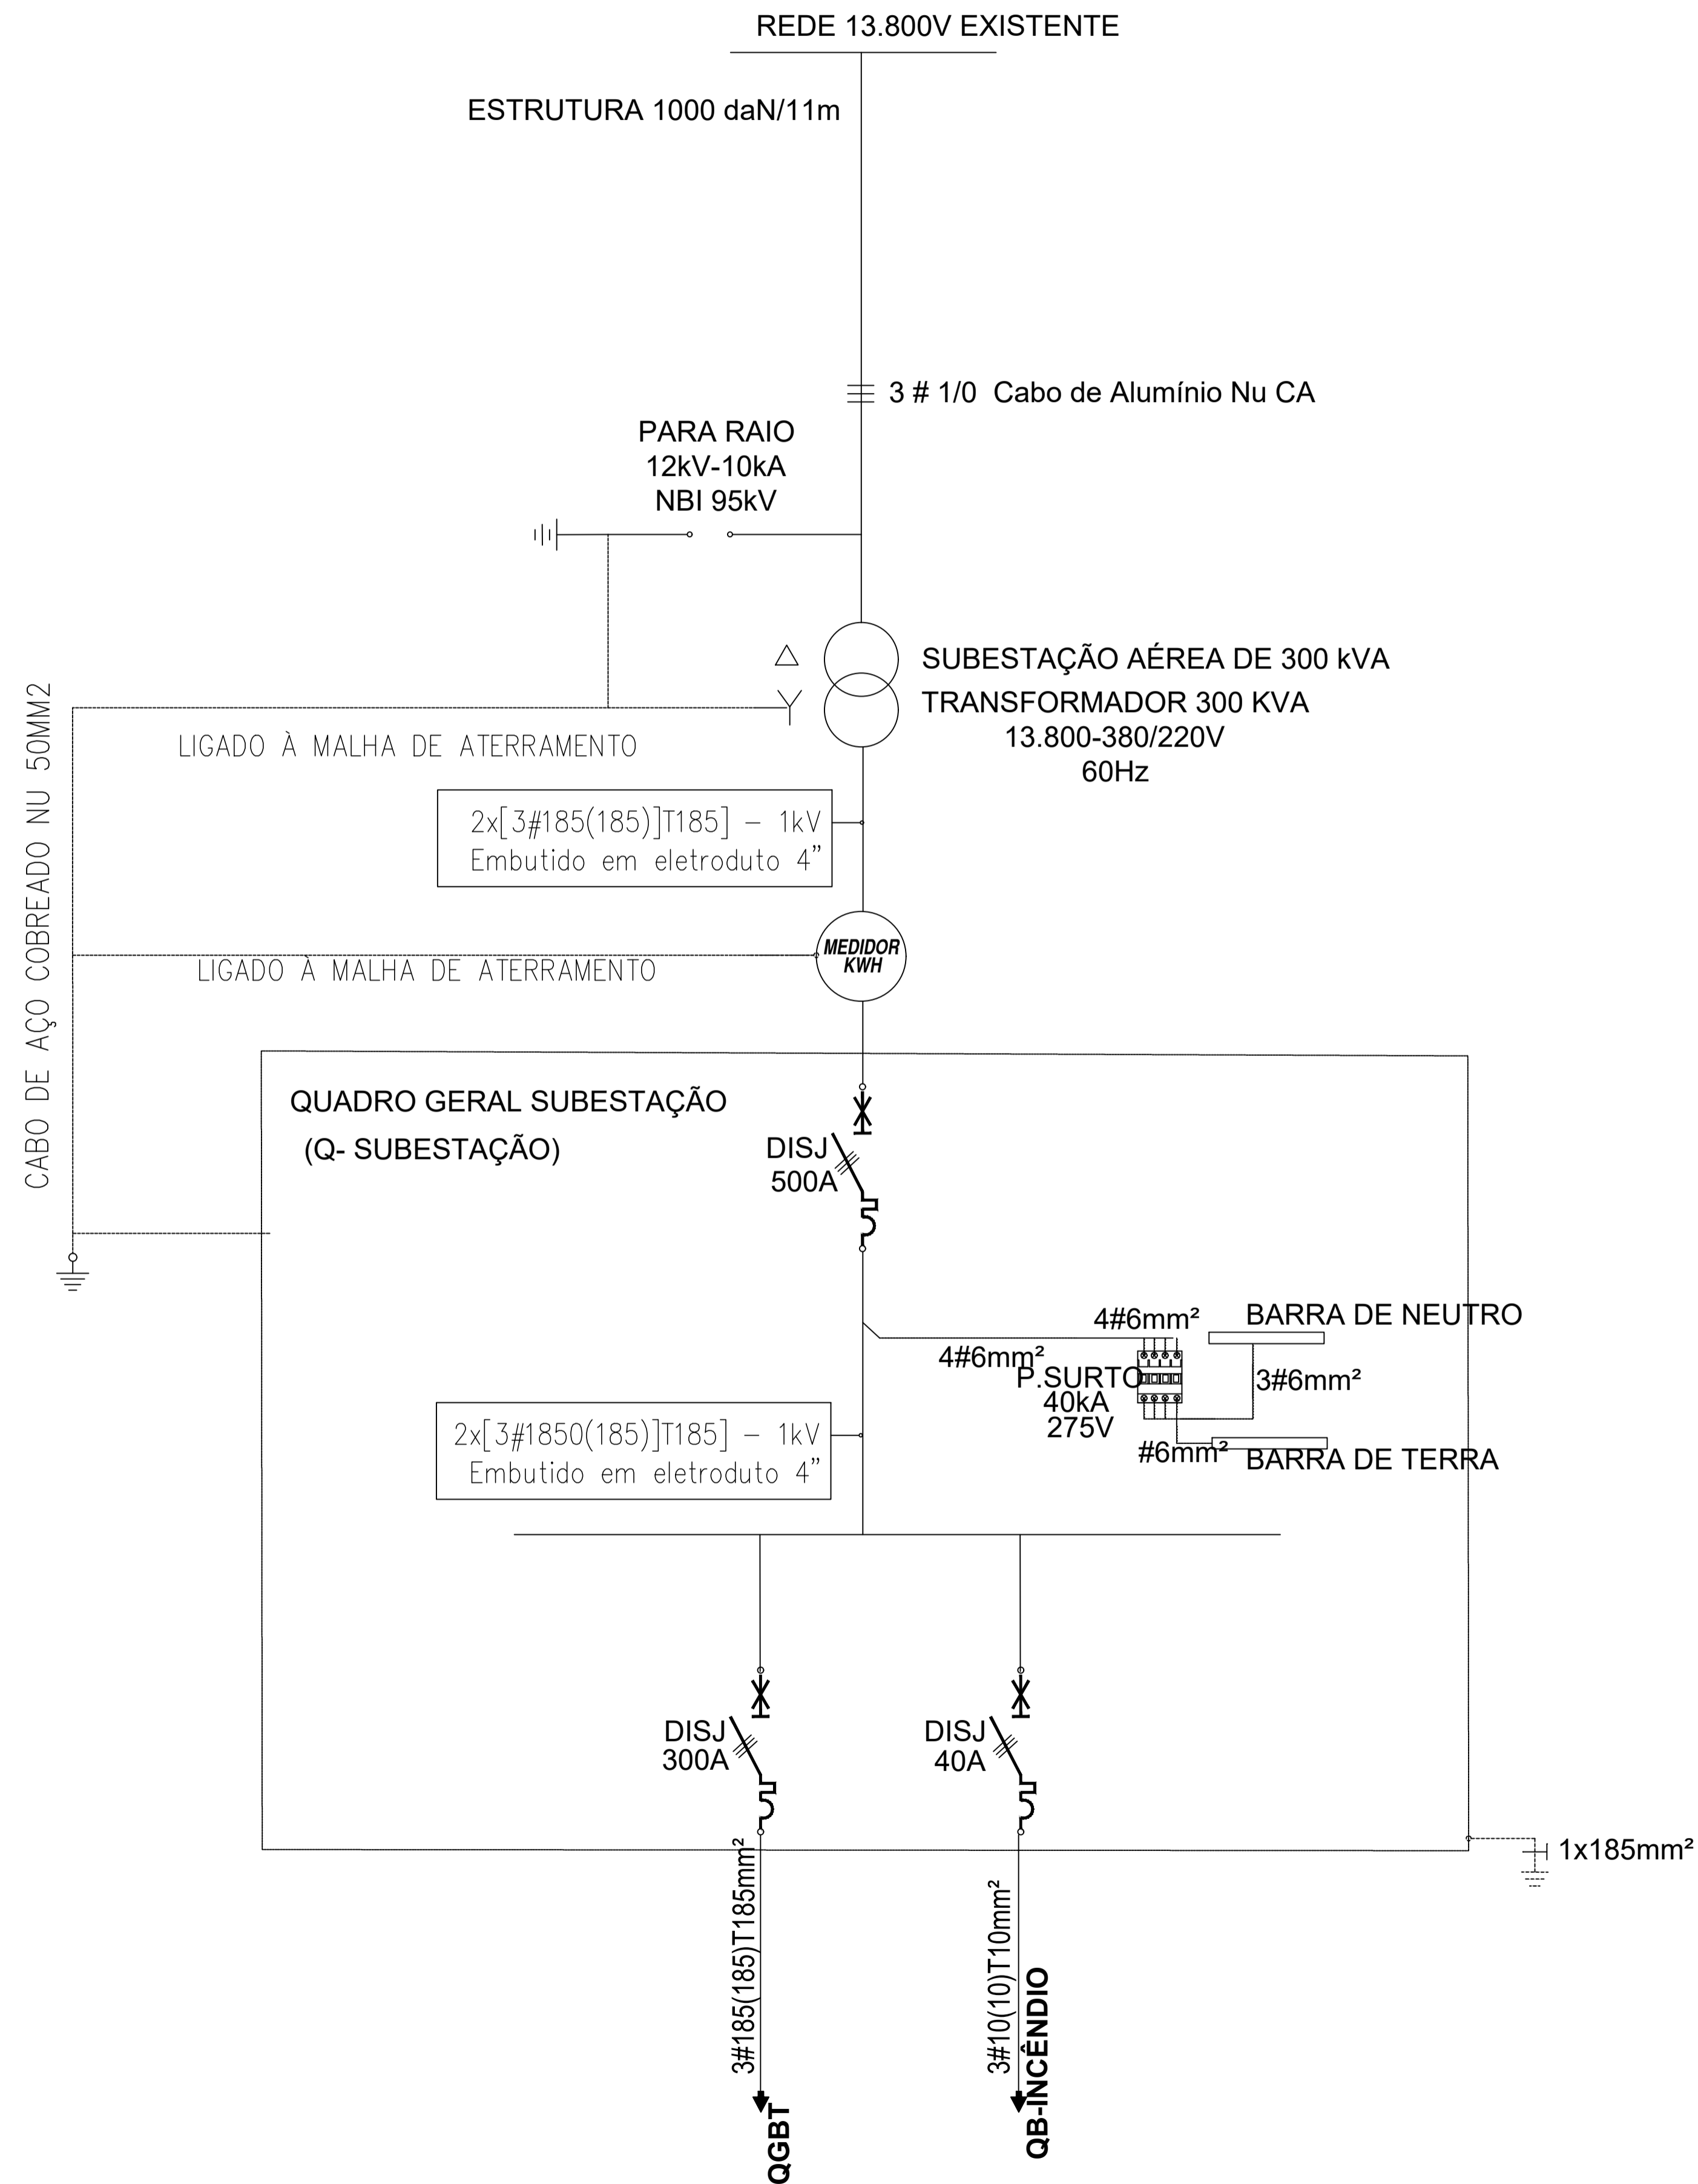 REDE 13.800V EXISTENTE
ESTRUTURA 1000 daN/11m
3 # 1/0 Cabo de Alumínio Nu CA
PARA RAIO
12kV-10kA
NBI 95kV
SUBESTAÇÃO AÉREA DE 300 kVA
TRANSFORMADOR 300 KVA
13.800-380/220V
60Hz
LIGADO À MALHA DE ATERRAMENTO
CABO DE AÇO COBREADO NU 50MM2
2x[3#185(185)]T185] – 1kV
Embutido em eletroduto 4”
MEDIDOR
KWH
LIGADO À MALHA DE ATERRAMENTO
QUADRO GERAL SUBESTAÇÃO
(Q- SUBESTAÇÃO)
DISJ
500A
4#6mm²
BARRA DE NEUTRO
4#6mm²
P.SURTO
40kA
275V
3#6mm²
#6mm²
BARRA DE TERRA
2x[3#1850(185)]T185] – 1kV
Embutido em eletroduto 4”
DISJ
300A
DISJ
40A
1x185mm²
3#185(185)T185mm²
QGBT
3#10(10)T10mm²
QB-INCÊNDIO